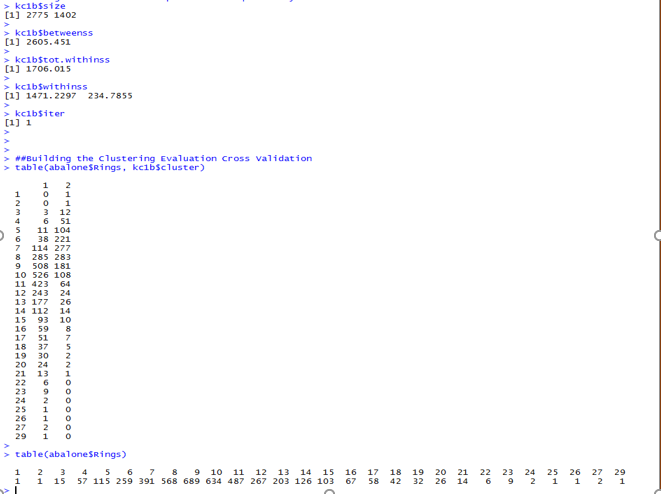 > kc1b$size
[1] 2775 1402
>
> kc1b$betweenss
[1] 2605.451
>
> kc1b$tot.withinss
[1] 1706.015
>
> kc1b$withinss
[1] 1471.2297  234.7855
>
> kc1b$iter
[1] 1
>
>
>
> ##Building the Clustering Evaluation Cross Validation
> table(abalone$Rings, kc1b$cluster)
1 2
1 0 1
2 0 1
3 3 12
4 6 51
5 11 104
6 38 221
7 114 277
8 285 283
9 508 181
10 526 108
11 423 64
12 243 24
13 177 26
14 112 14
15 93 10
16 59 8
17 51 7
18 37 5
19 30 2
20 24 2
21 13 1
22 6 0
23 9 0
24 2 0
25 1 0
26 1 0
27 2 0
29 1 0
>
> table(abalone$Rings)
1 2 3 4 5 6 7 8 9 10 11 12 13 14 15 16 17 18 19 20 21 22 23 24 25 26 27 29
1 1 15 57 115 259 391 568 689 634 487 267 203 126 103 67 58 42 32 26 14 6 9 2 1 1 2 1
>